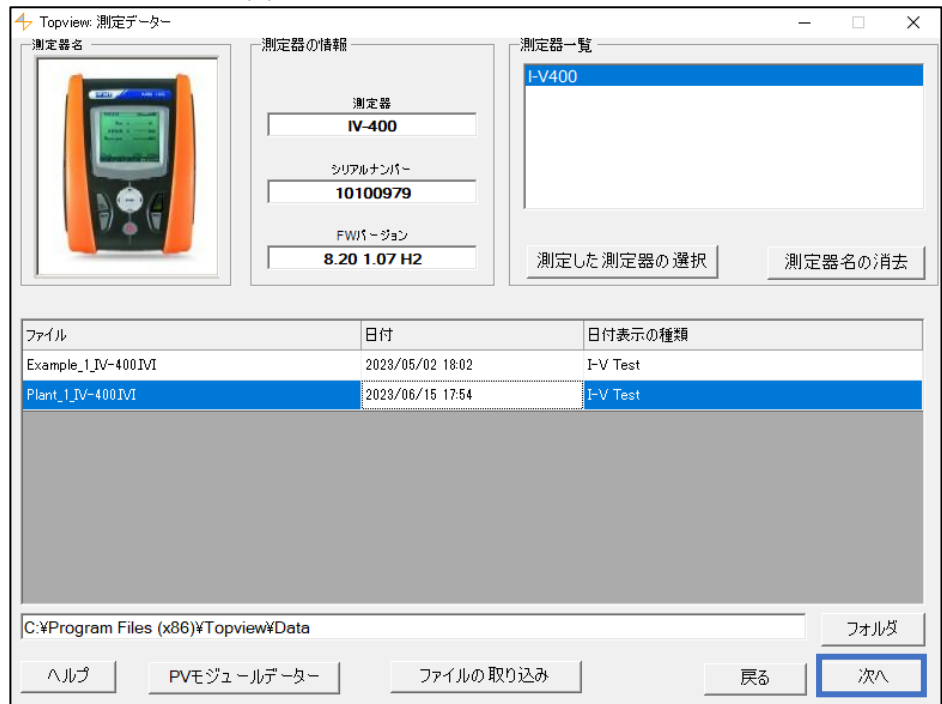 Topview: 測定データー
測定器名
測定器の情報
測定器
IV-400
シリアルナンバー
10100979
FWバージョン
8.20 1.07 H2
測定器一覧
I-V400
測定した測定器の選択
測定器名の消去
ファイル 日付 日付表示の種類
Example_1_IV-400.IVI 2023/05/02 18:02 I-V Test
Plant_1_IV-400.IVI 2023/06/15 17:54 I-V Test
C:¥Program Files (x86)¥Topview¥Data
フォルダ
ヘルプ
PVモジュールデーター
ファイルの取り込み
戻る
次へ